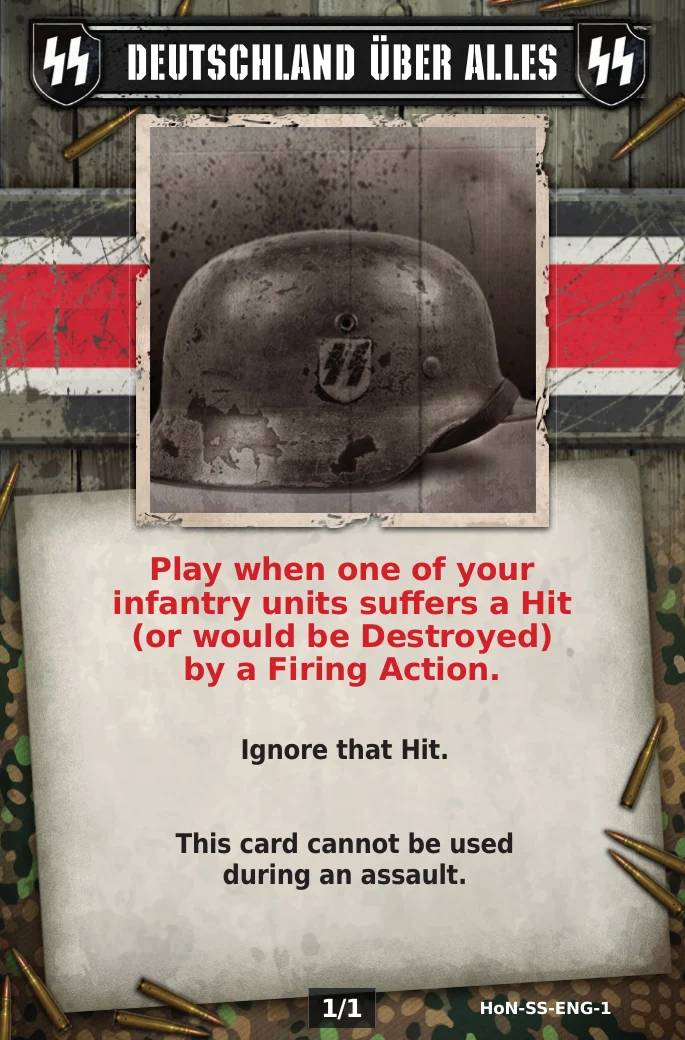 DEUTSCHLAND ÜBER ALLES
Play when one of your
infantry units suffers a Hit
(or would be Destroyed)
by a Firing Action.
Ignore that Hit.
This card cannot be used
during an assault.
1/1
HoN-SS-ENG-1